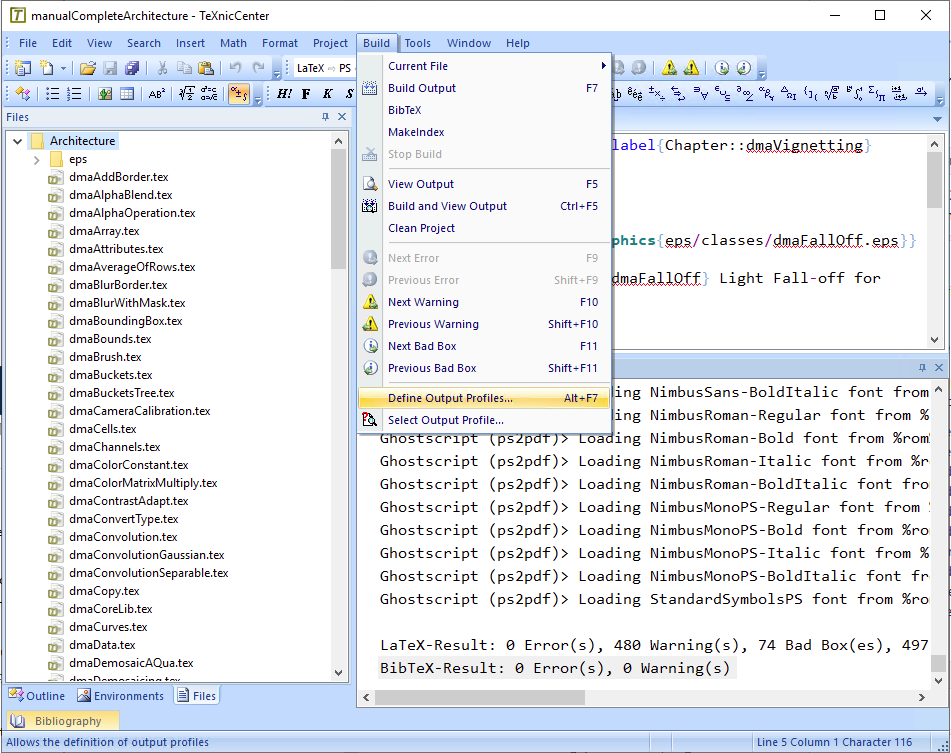 manualCompleteArchitecture - TeXnicCenter
File Edit View Search Insert Math Format Project Build Tools Window Help
LaTeX ⇨ PS
H! F K S
Files
Architecture
eps
dmaAddBorder.tex
dmaAlphaBlend.tex
dmaAlphaOperation.tex
dmaArray.tex
dmaAttributes.tex
dmaAverageOfRows.tex
dmaBlurBorder.tex
dmaBlurWithMask.tex
dmaBoundingBox.tex
dmaBounds.tex
dmaBrush.tex
dmaBuckets.tex
dmaBucketsTree.tex
dmaCameraCalibration.tex
dmaCells.tex
dmaChannels.tex
dmaColorConstant.tex
dmaColorMatrixMultiply.tex
dmaContrastAdapt.tex
dmaConvertType.tex
dmaConvolution.tex
dmaConvolutionGaussian.tex
dmaConvolutionSeparable.tex
dmaCopy.tex
dmaCoreLib.tex
dmaCurves.tex
dmaData.tex
dmaDemosaicAQua.tex
dmaDemosaicing.tex
Outline Environments Files
Bibliography
Current File
Build Output F7
BibTeX
MakeIndex
Stop Build
View Output F5
Build and View Output Ctrl+F5
Clean Project
Next Error F9
Previous Error Shift+F9
Next Warning F10
Previous Warning Shift+F10
Next Bad Box F11
Previous Bad Box Shift+F11
Define Output Profiles... Alt+F7
Select Output Profile...
label{Chapter::dmaVignetting}
phics{eps/classes/dmaFallOff.eps}}
dmaFallOff} Light Fall-off for
ng NimbusSans-BoldItalic font from %
ng NimbusRoman-Regular font from %
Ghostscript (ps2pdf)> Loading NimbusRoman-Bold font from %rom
Ghostscript (ps2pdf)> Loading NimbusRoman-Italic font from %
Ghostscript (ps2pdf)> Loading NimbusRoman-BoldItalic font fro
Ghostscript (ps2pdf)> Loading NimbusMonoPS-Regular font from
Ghostscript (ps2pdf)> Loading NimbusMonoPS-Bold font from %ro
Ghostscript (ps2pdf)> Loading NimbusMonoPS-Italic font from %
Ghostscript (ps2pdf)> Loading NimbusMonoPS-BoldItalic font fr
Ghostscript (ps2pdf)> Loading StandardSymbolsPS font from %ro
LaTeX-Result: 0 Error(s), 480 Warning(s), 74 Bad Box(es), 497
BibTeX-Result: 0 Error(s), 0 Warning(s)
Allows the definition of output profiles
Line 5 Column 1 Character 116